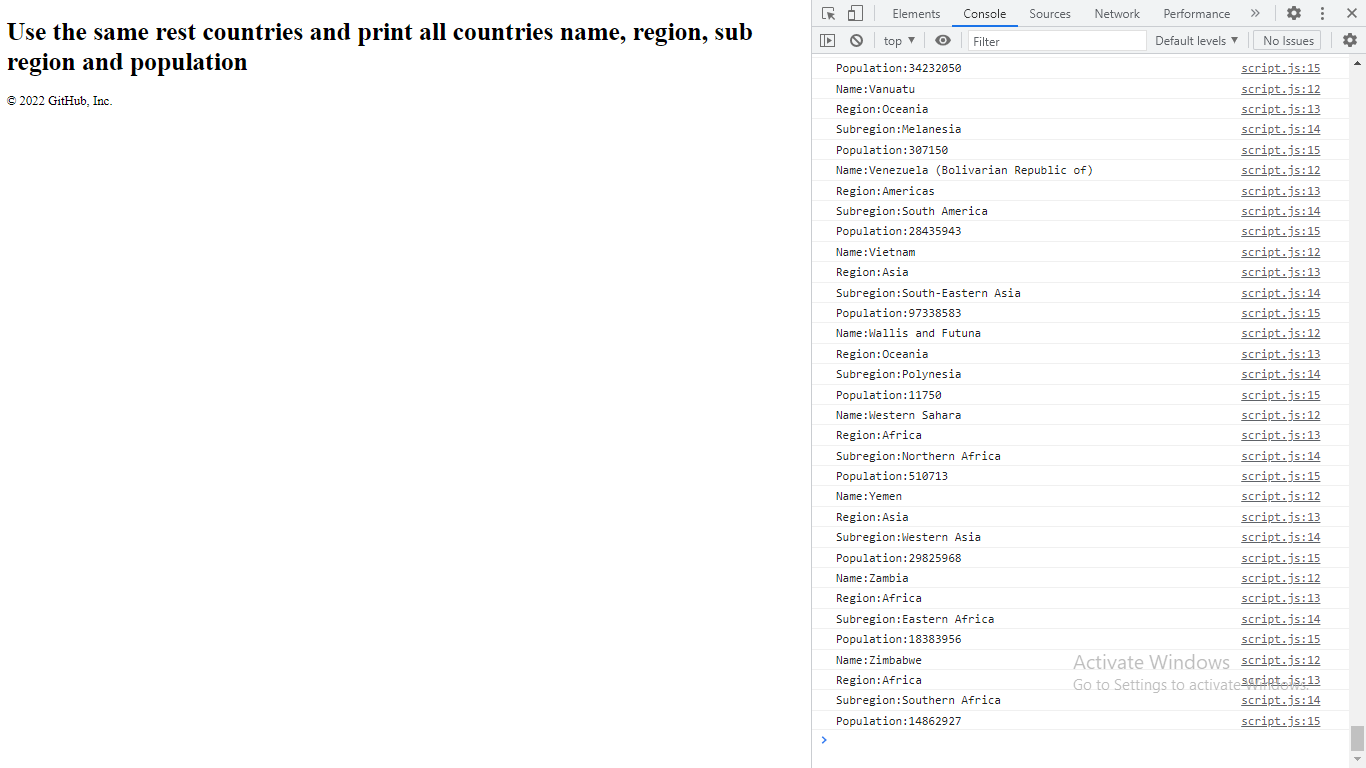 Use the same rest countries and print all countries name, region, sub
region and population
© 2022 GitHub, Inc.
Elements Console Sources Network Performance »
top ▼ Filter Default levels ▼ No Issues
Population:34232050 script.js:15
Name:Vanuatu script.js:12
Region:Oceania script.js:13
Subregion:Melanesia script.js:14
Population:307150 script.js:15
Name:Venezuela (Bolivarian Republic of) script.js:12
Region:Americas script.js:13
Subregion:South America script.js:14
Population:28435943 script.js:15
Name:Vietnam script.js:12
Region:Asia script.js:13
Subregion:South-Eastern Asia script.js:14
Population:97338583 script.js:15
Name:Wallis and Futuna script.js:12
Region:Oceania script.js:13
Subregion:Polynesia script.js:14
Population:11750 script.js:15
Name:Western Sahara script.js:12
Region:Africa script.js:13
Subregion:Northern Africa script.js:14
Population:510713 script.js:15
Name:Yemen script.js:12
Region:Asia script.js:13
Subregion:Western Asia script.js:14
Population:29825968 script.js:15
Name:Zambia script.js:12
Region:Africa script.js:13
Subregion:Eastern Africa script.js:14
Population:18383956 script.js:15
Name:Zimbabwe script.js:12
Region:Africa script.js:13
Subregion:Southern Africa script.js:14
Population:14862927 script.js:15
Activate Windows
Go to Settings to activate Windows.